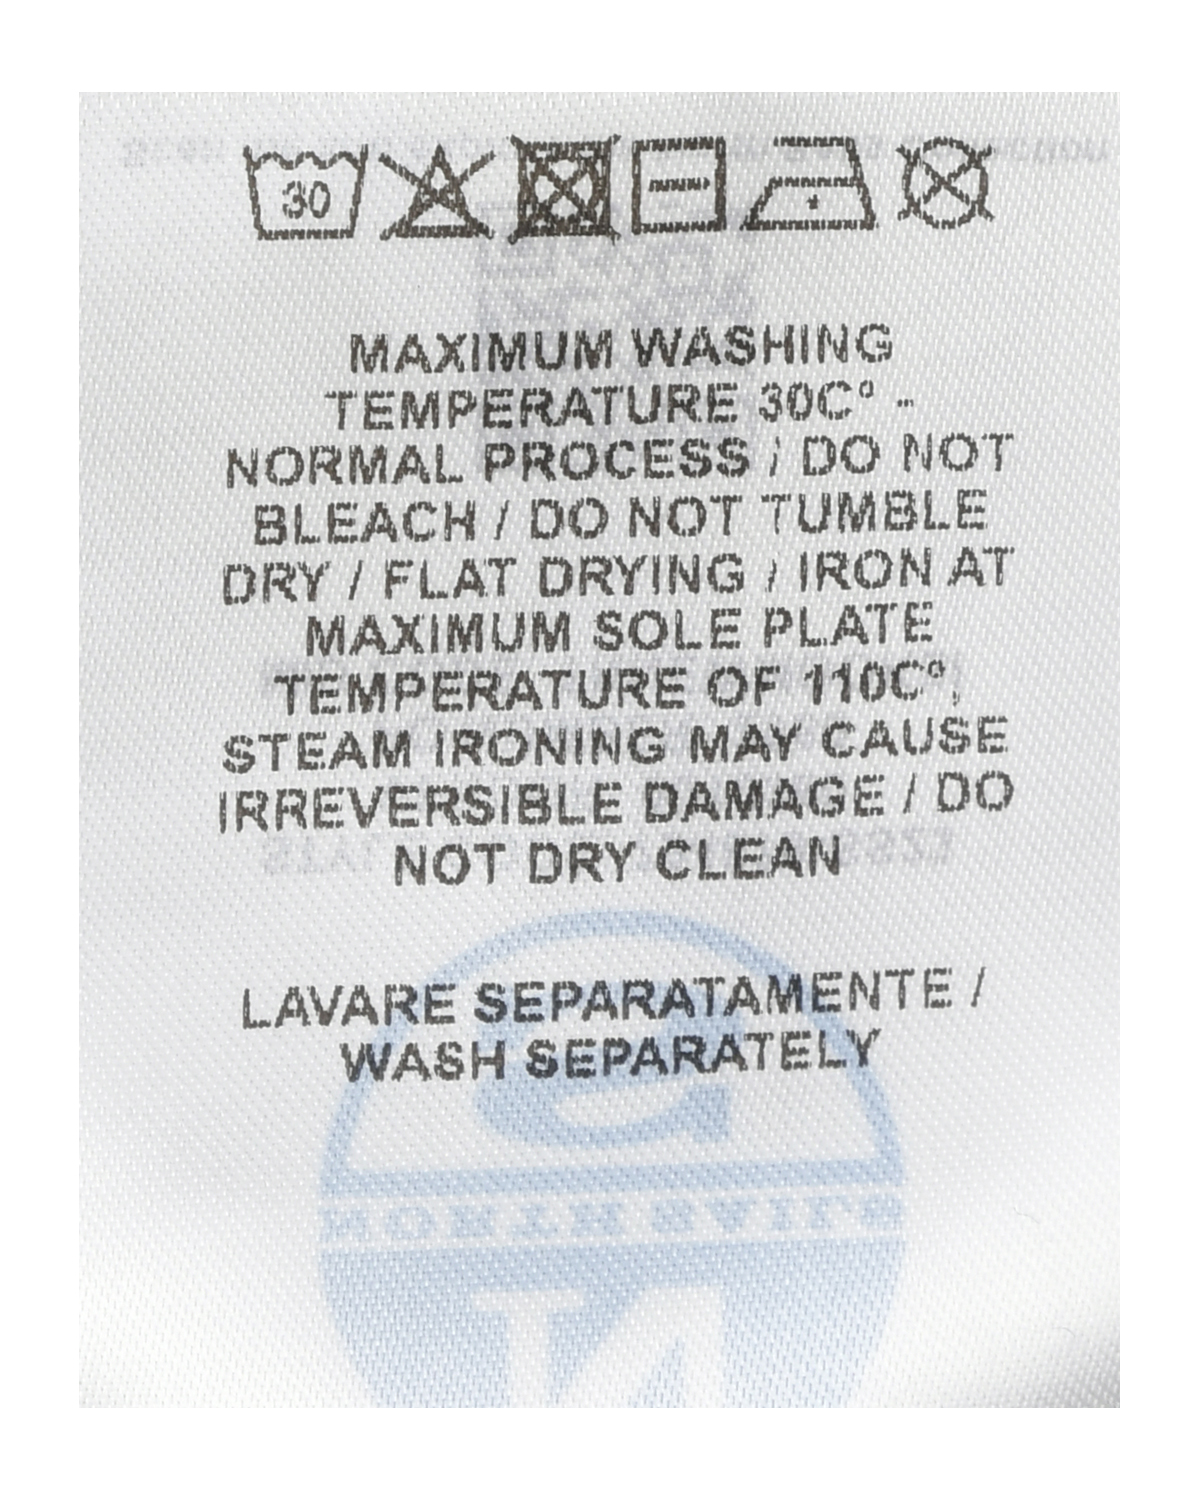 30
MAXIMUM WASHING
TEMPERATURE 30C° -
NORMAL PROCESS / DO NOT
BLEACH / DO NOT TUMBLE
DRY / FLAT DRYING / IRON AT
MAXIMUM SOLE PLATE
TEMPERATURE OF 110C°,
STEAM IRONING MAY CAUSE
IRREVERSIBLE DAMAGE / DO
NOT DRY CLEAN
LAVARE SEPARATAMENTE /
WASH SEPARATELY
NORTH SAILS